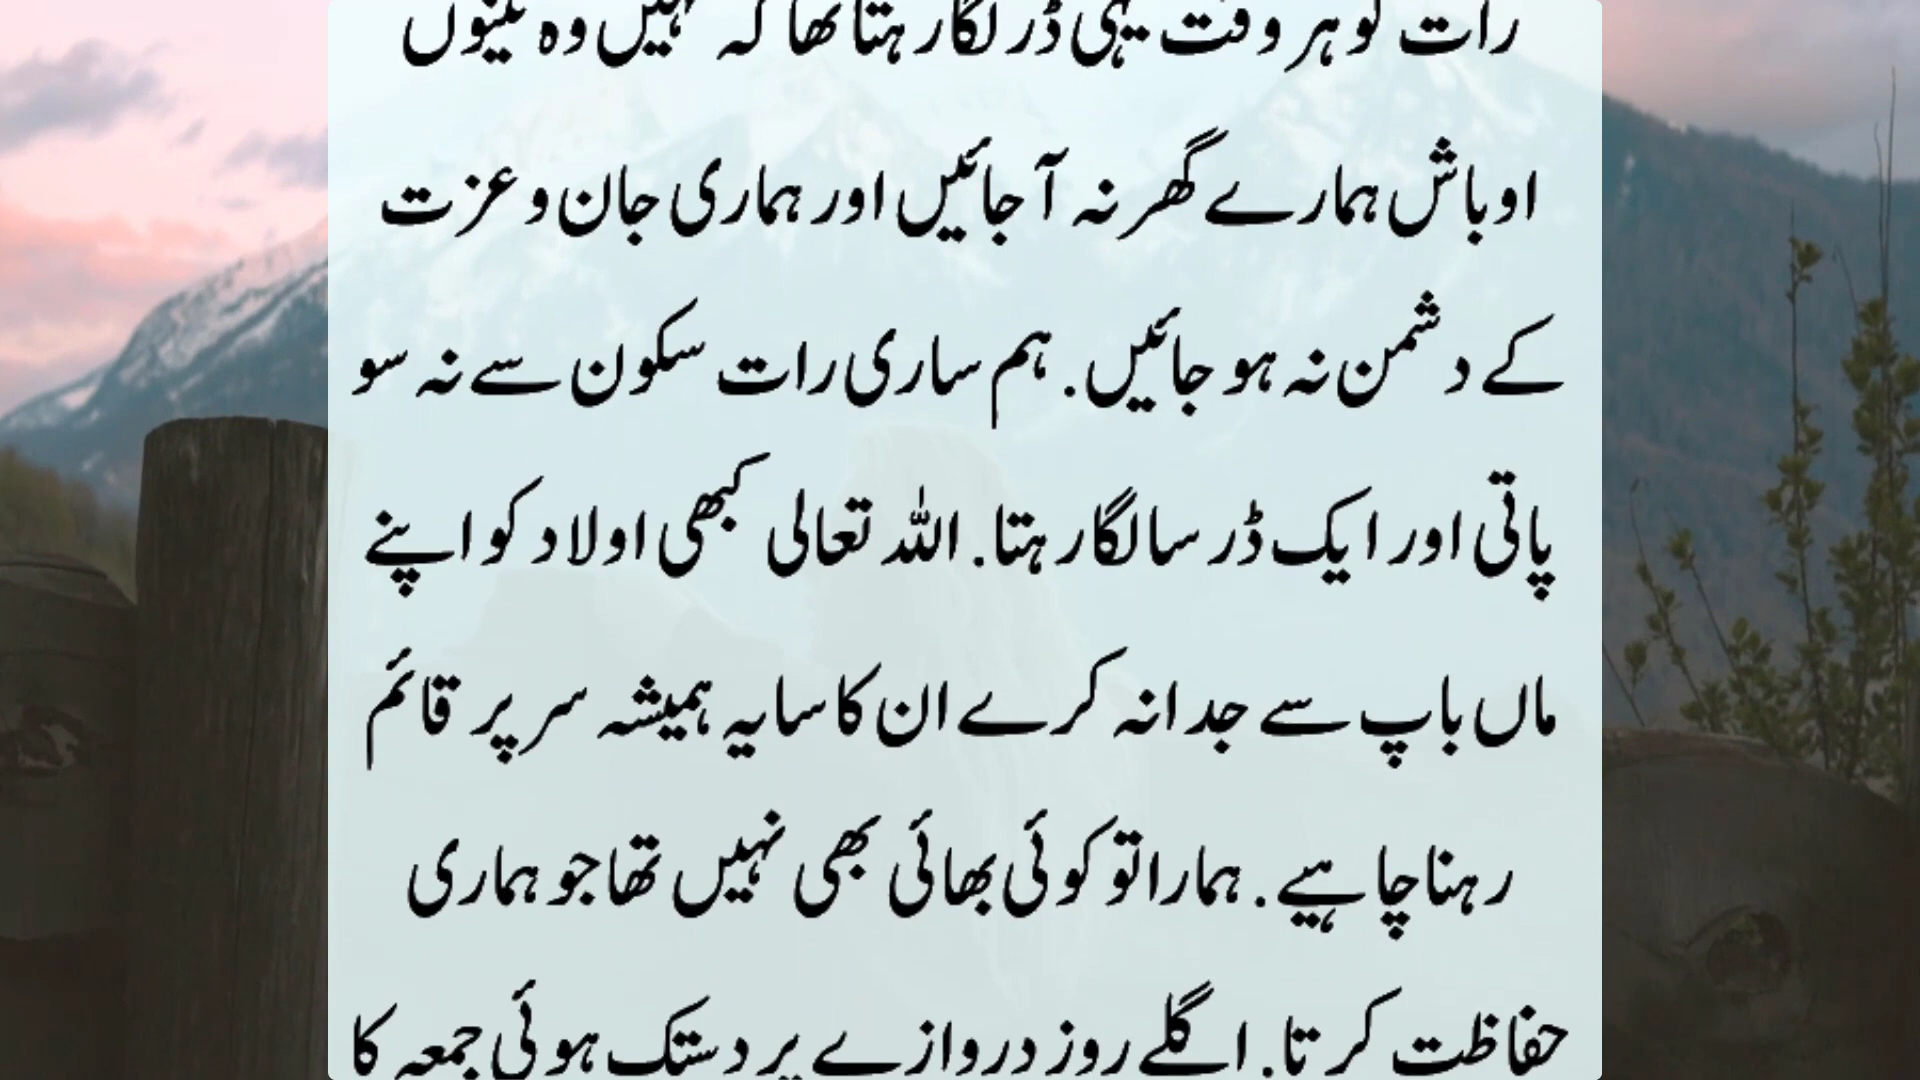 رات کو ہر وقت یہی ڈر لگا رہتا تھا کہ کہیں وہ تینوں
اوباش ہمارے گھر نہ آ جائیں اور ہماری جان و عزت
کے دشمن نہ ہو جائیں. ہم ساری رات سکون سے نہ سو
پاتی اور ایک ڈر سا لگا رہتا. اللہ تعالی کبھی اولاد کو اپنے
ماں باپ سے جدا نہ کرے ان کا سایہ ہمیشہ سر پر قائم
رہنا چاہیے. ہمارا تو کوئی بھائی بھی نہیں تھا جو ہماری
حفاظت کرتا. اگلے روز دروازے پر دستک ہوئی جمعہ کا